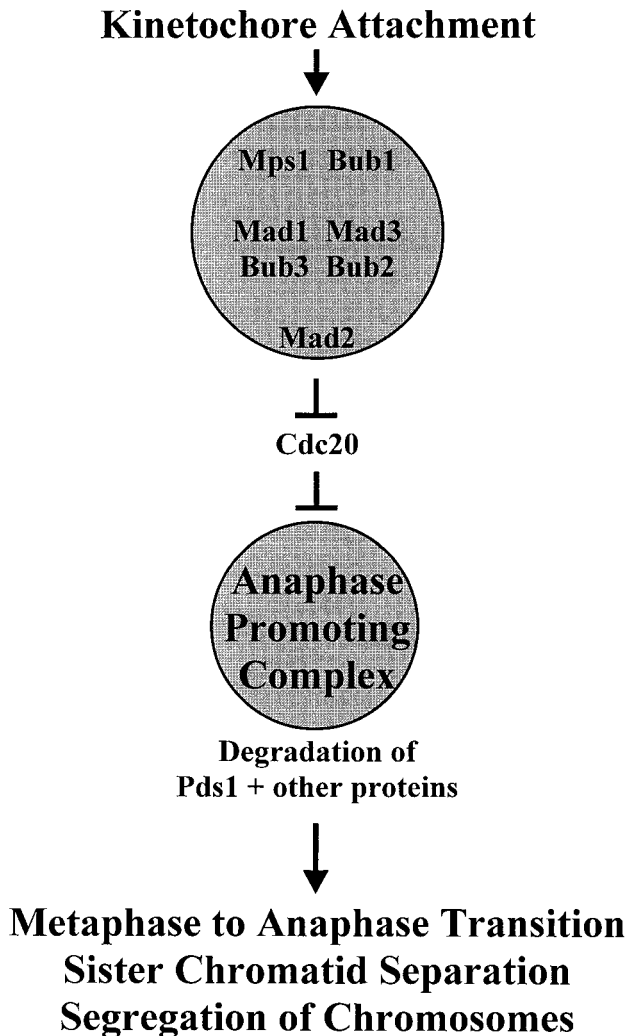 Kinetochore Attachment
Mps1 Bub1
Mad1 Mad3
Bub3 Bub2
Mad2
Cdc20
Anaphase
Promoting
Complex
Degradation of
Pds1 + other proteins
Metaphase to Anaphase Transition
Sister Chromatid Separation
Segregation of Chromosomes